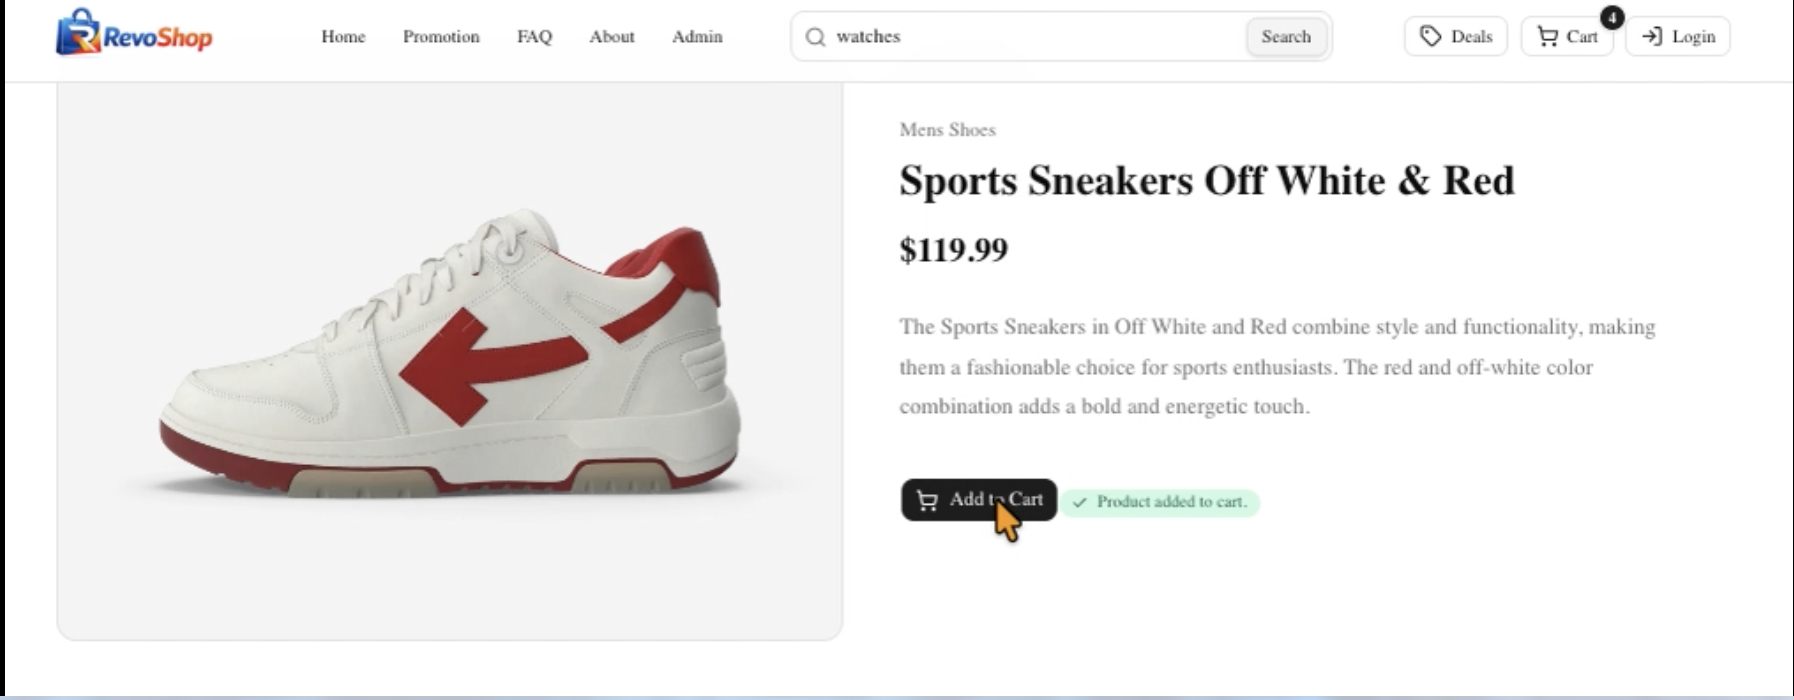 RevoShop
Home
Promotion
FAQ
About
Admin
watches
Search
Deals
Cart
4
Login
Mens Shoes
Sports Sneakers Off White & Red
$119.99
The Sports Sneakers in Off White and Red combine style and functionality, making
them a fashionable choice for sports enthusiasts. The red and off-white color
combination adds a bold and energetic touch.
Add to Cart
Product added to cart.